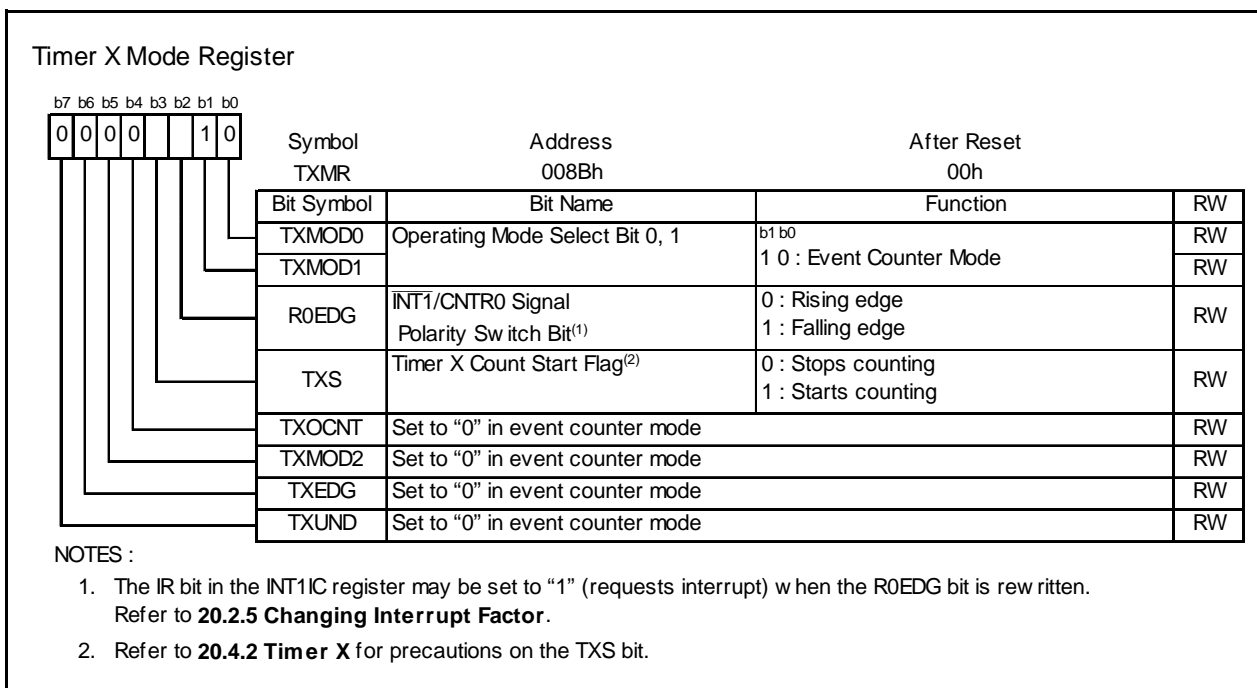 Timer X Mode Register
b7 b6 b5 b4 b3 b2 b1 b0
0 0 0 0 1 0
Symbol Address After Reset
TXMR 008Bh 00h
Bit Symbol Bit Name Function RW
TXMOD0 Operating Mode Select Bit 0, 1 b1 b0 RW
TXMOD1 1 0 : Event Counter Mode RW
R0EDG INT1/CNTR0 Signal 0 : Rising edge RW
Polarity Switch Bit(1) 1 : Falling edge
TXS Timer X Count Start Flag(2) 0 : Stops counting RW
1 : Starts counting
TXOCNT Set to “0” in event counter mode RW
TXMOD2 Set to “0” in event counter mode RW
TXEDG Set to “0” in event counter mode RW
TXUND Set to “0” in event counter mode RW
NOTES :
1. The IR bit in the INT1IC register may be set to “1” (requests interrupt) when the R0EDG bit is rewritten.
Refer to 20.2.5 Changing Interrupt Factor.
2. Refer to 20.4.2 Timer X for precautions on the TXS bit.